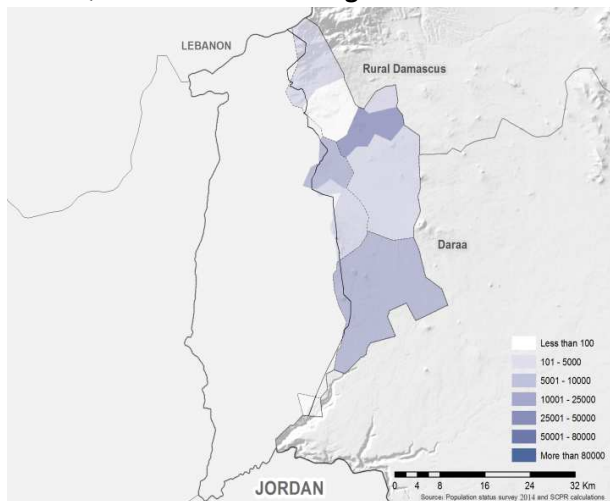 LEBANON
Rural Damascus
Daraa
Less than 100
101 - 5000
5001 - 10000
10001 - 25000
25001 - 50000
50001 - 80000
More than 80000
0 4 8 16 24 32 Km
JORDAN
Source: Population status survey 2014 and SCPR calculations